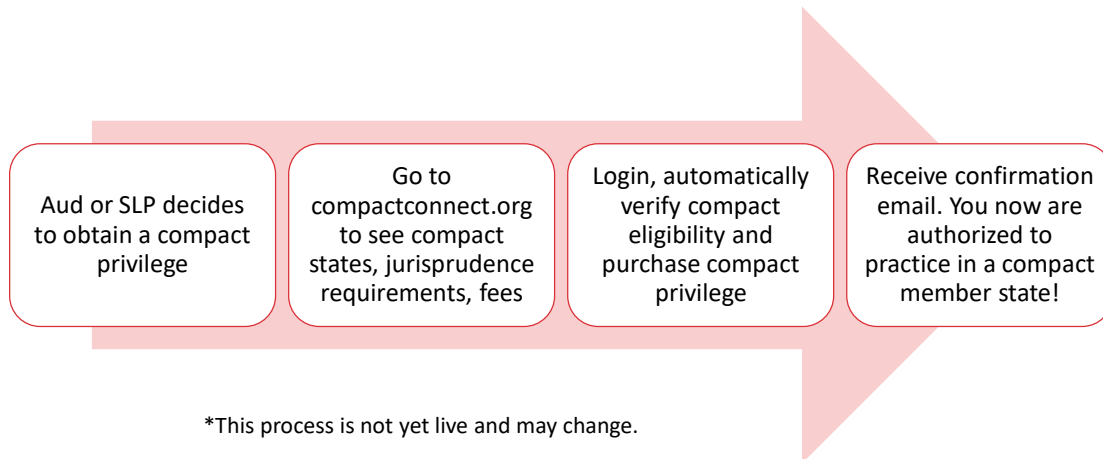 Aud or SLP decides
to obtain a compact
privilege
Go to
compactconnect.org
to see compact
states, jurisprudence
requirements, fees
Login, automatically
verify compact
eligibility and
purchase compact
privilege
Receive confirmation
email. You now are
authorized to
practice in a compact
member state!
*This process is not yet live and may change.